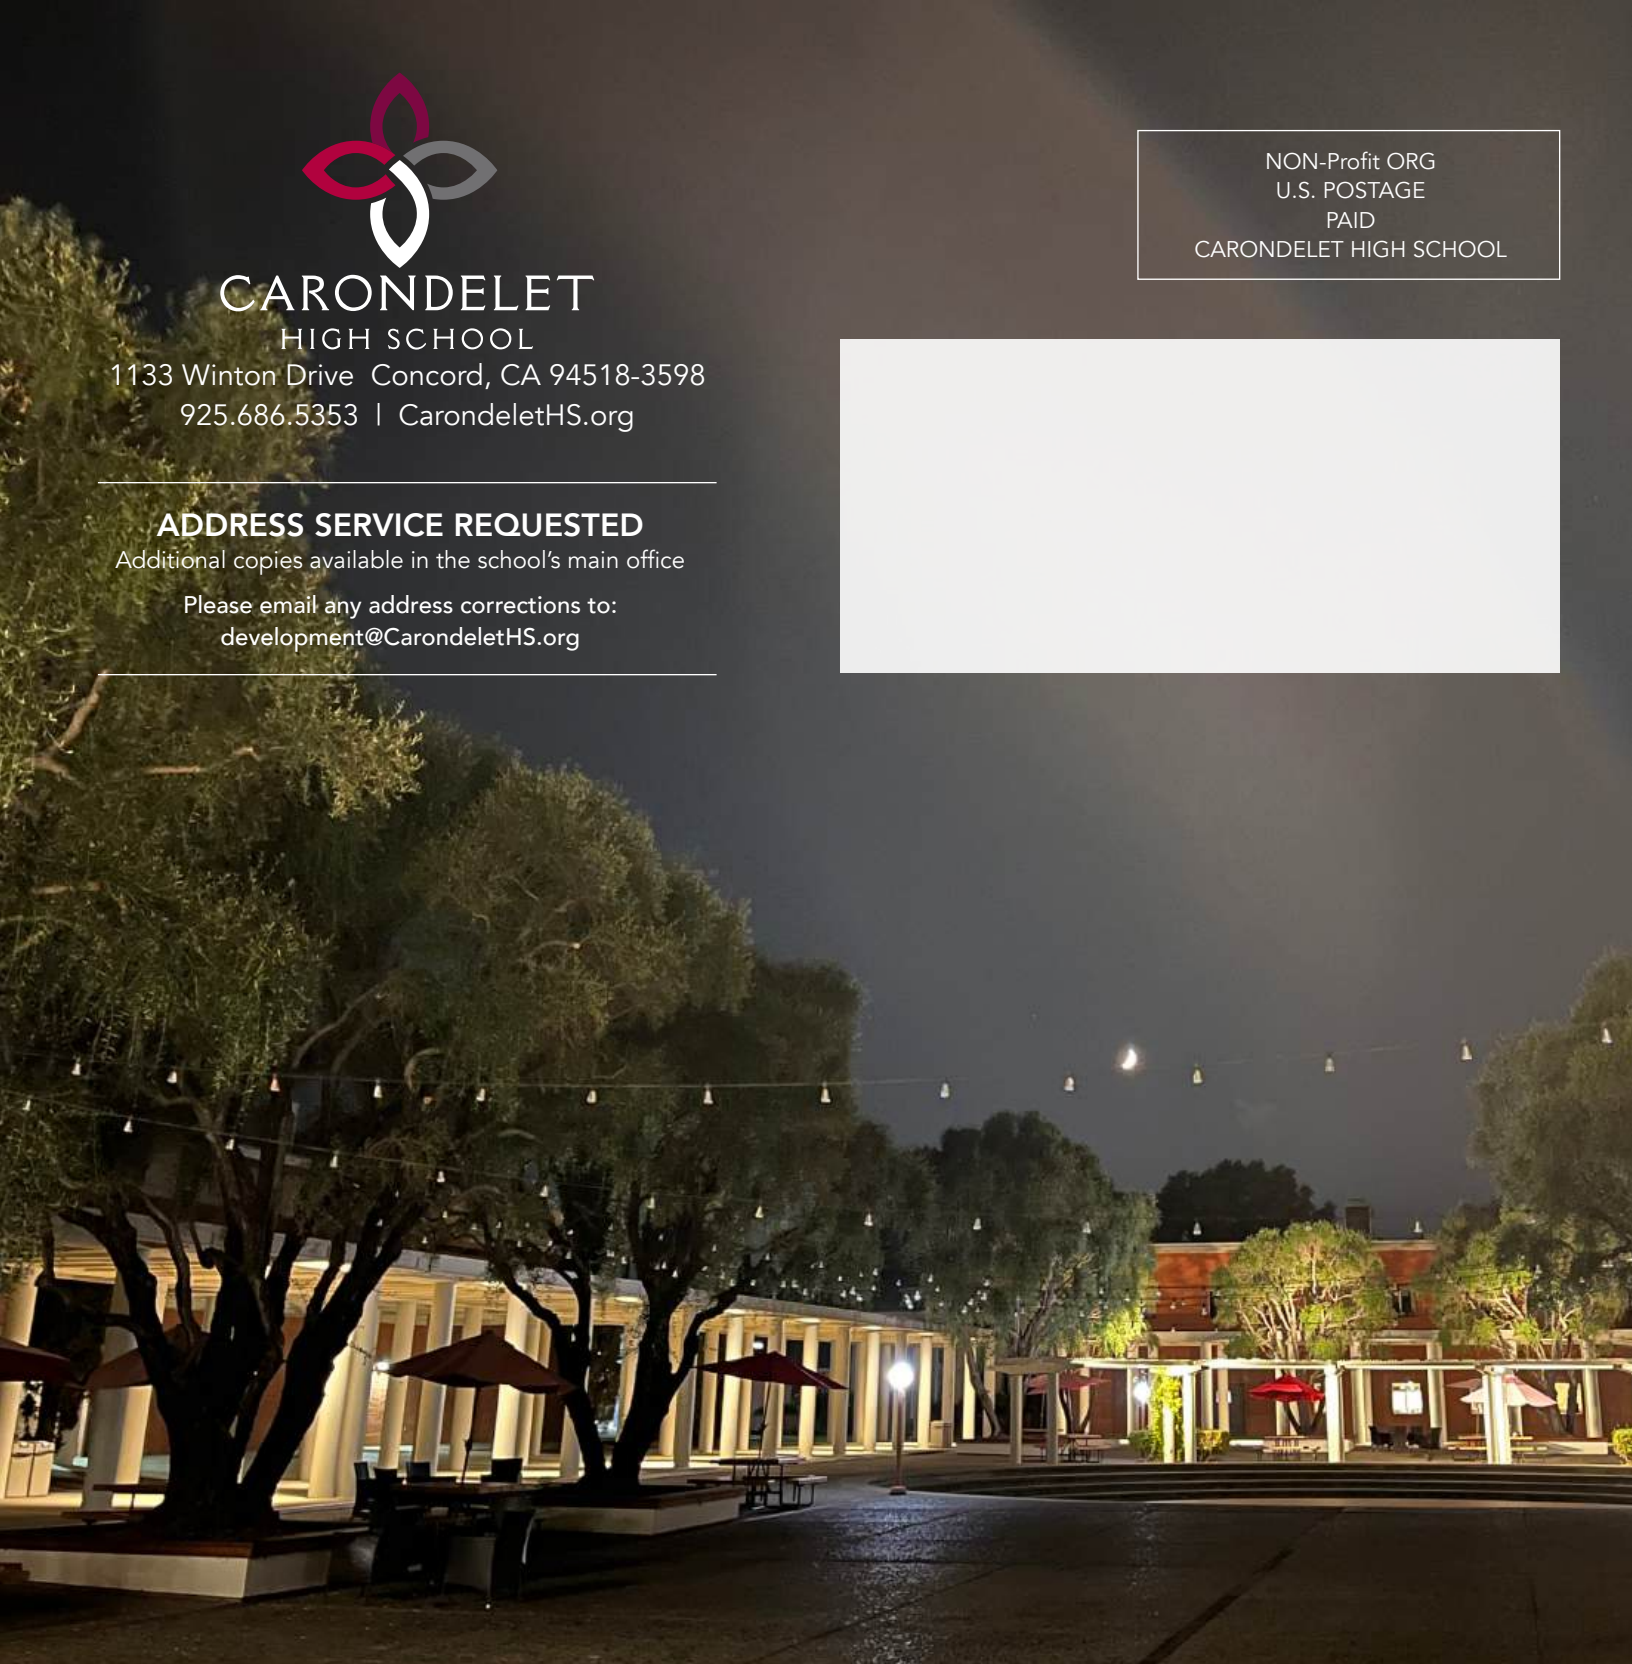 CARONDELET
HIGH SCHOOL
1133 Winton Drive  Concord, CA 94518-3598
925.686.5353 | CarondeletHS.org
ADDRESS SERVICE REQUESTED
Additional copies available in the school’s main office
Please email any address corrections to:
development@CarondeletHS.org
NON-Profit ORG
U.S. POSTAGE
PAID
CARONDELET HIGH SCHOOL